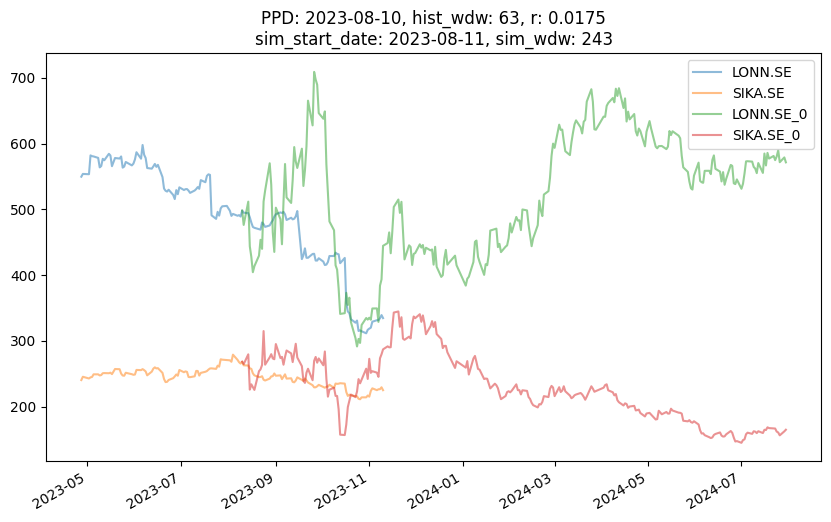 PPD: 2023-08-10, hist_wdw: 63, r: 0.0175
sim_start_date: 2023-08-11, sim_wdw: 243
LONN.SE
SIKA.SE
LONN.SE_0
SIKA.SE_0
700
600
500
400
300
200
2023-05
2023-07
2023-09
2023-11
2024-01
2024-03
2024-05
2024-07